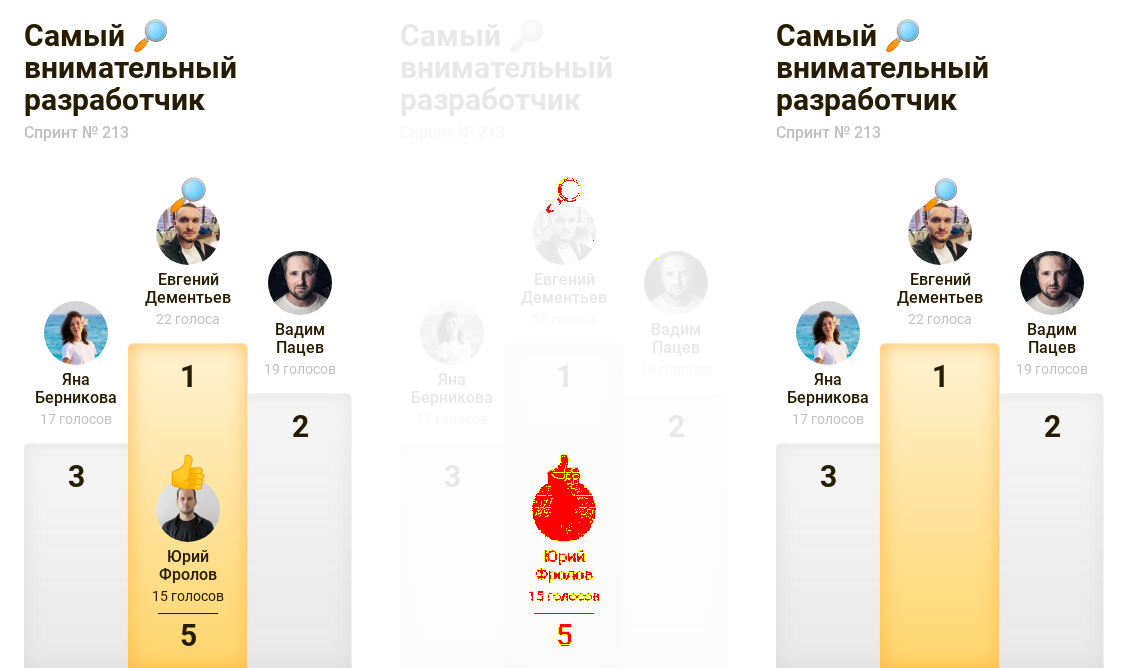 Самый 🔎
внимательный
разработчик
Спринт № 213
Евгений
Дементьев
22 голоса
Вадим
Пацев
19 голосов
Яна
Берникова
17 голосов
1
2
3
👍
Юрий
Фролов
15 голосов
5
Самый 🔎
внимательный
разработчик
Спринт № 213
Евгений
Дементьев
22 голоса
Вадим
Пацев
19 голосов
Яна
Берникова
17 голосов
1
2
3
Юрий
Фролов
15 голосов
5
Самый 🔎
внимательный
разработчик
Спринт № 213
Евгений
Дементьев
22 голоса
Вадим
Пацев
19 голосов
Яна
Берникова
17 голосов
1
2
3